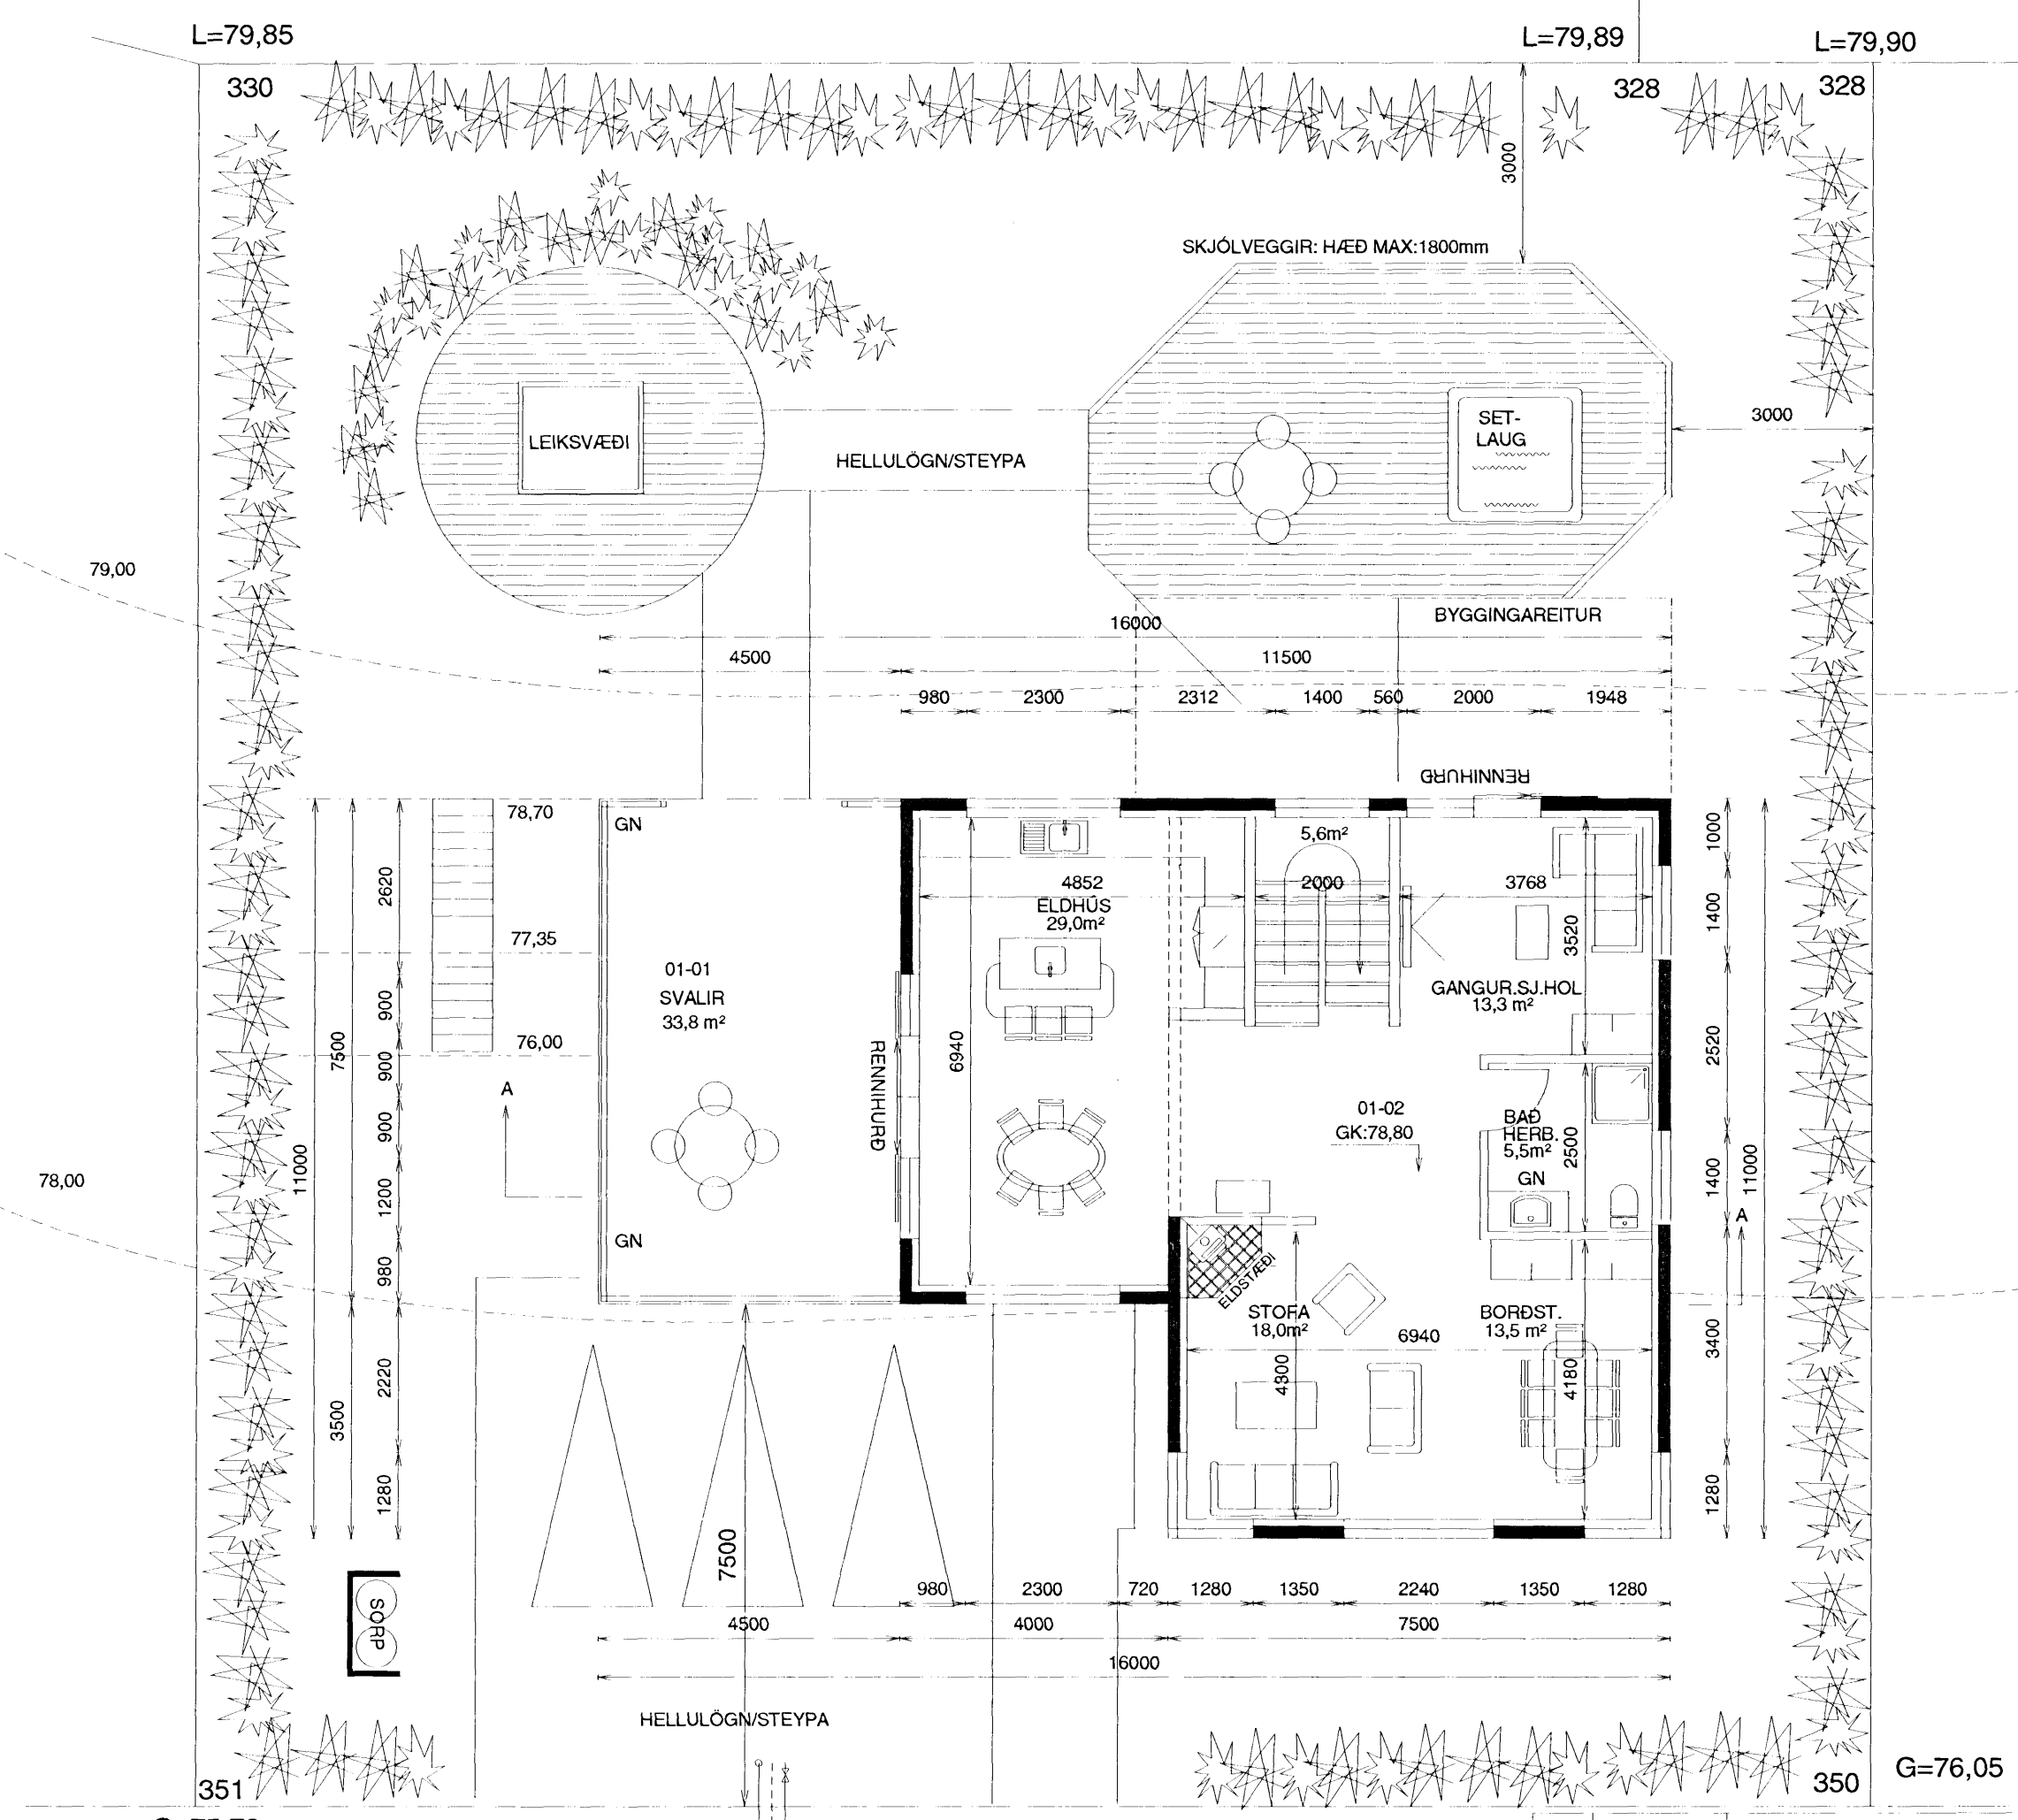 L=79,85
L=79,89
L=79,90
330
328
328
3000
SKJÓLVEGGIR: HÆÐ MAX:1800mm
SET-
LAUG
3000
LEIKSVÆÐI
HELLULÖGN/STEYPA
79,00
BYGGINGAREITUR
16000
4500
11500
980
2300
2312
1400
560
2000
1948
RENNIHURÐ
78,70
GN
5,6m²
1000
2620
4852
2000
3768
ELDHÚS
29,0m²
1400
3520
77,35
01-01
SVALIR
33,8 m²
GANGUR.SJ.HOL
13,3 m²
900
76,00
7500
900
RENNIHURÐ
6940
2520
A
900
01-02
GK:78,80
BAÐ
HERB.
5,5m²
2500
GN
78,00
11000
1200
1400
11000
A
GN
980
ELDSTÆÐI
STOFA
18,0m²
6940
BORÐST.
13,5 m²
2220
3400
3500
4300
4180
1280
1280
7500
SORP
980
2300
720
1280
1350
2240
1350
1280
4500
4000
7500
16000
HELLULÖGN/STEYPA
351
350
G=76,05